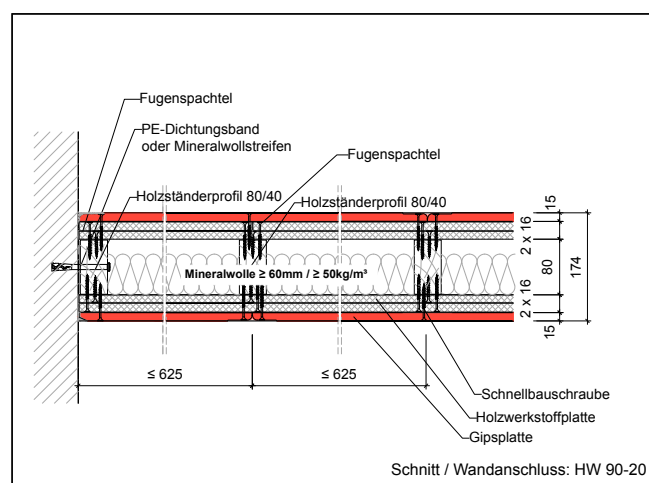 Fugenspachtel
PE-Dichtungsband
oder Mineralwollstreifen
Fugenspachtel
Holzständerprofil 80/40
Holzständerprofil 80/40
Mineralwolle ≥ 60mm / ≥ 50kg/m³
15
2 x 16
80
174
2 x 16
15
≤ 625
≤ 625
Schnellbauschraube
Holzwerkstoffplatte
Gipsplatte
Schnitt / Wandanschluss: HW 90-20